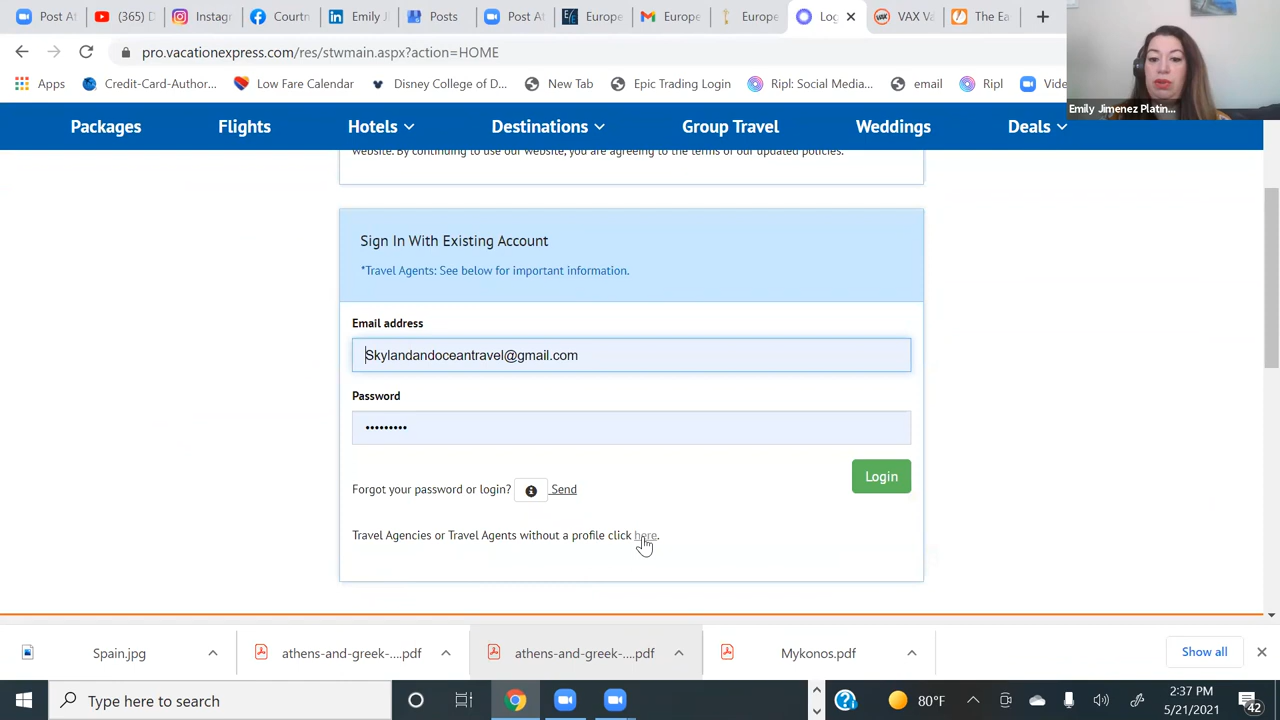 Post At
(365) D
Instag
Courtn
Emily J
Posts
Post At
Europe
Europe
Europe
Log
VAX VA
The Ea
pro.vacationexpress.com/res/stwmain.aspx?action=HOME
Apps
Credit-Card-Author...
Low Fare Calendar
Disney College of D...
New Tab
Epic Trading Login
Ripl: Social Media...
email
Ripl
Vide
Emily Jimenez Platin...
Packages
Flights
Hotels
Destinations
Group Travel
Weddings
Deals
website. By continuing to use our website, you are agreeing to the terms of our updated policies.
Sign In With Existing Account
*Travel Agents: See below for important information.
Email address
Skylandandoceantravel@gmail.com
Password
•••••••••
Login
Forgot your password or login? Send
Travel Agencies or Travel Agents without a profile click here.
Spain.jpg
athens-and-greek-....pdf
athens-and-greek-....pdf
Mykonos.pdf
Show all
Type here to search
80°F
2:37 PM
5/21/2021
42